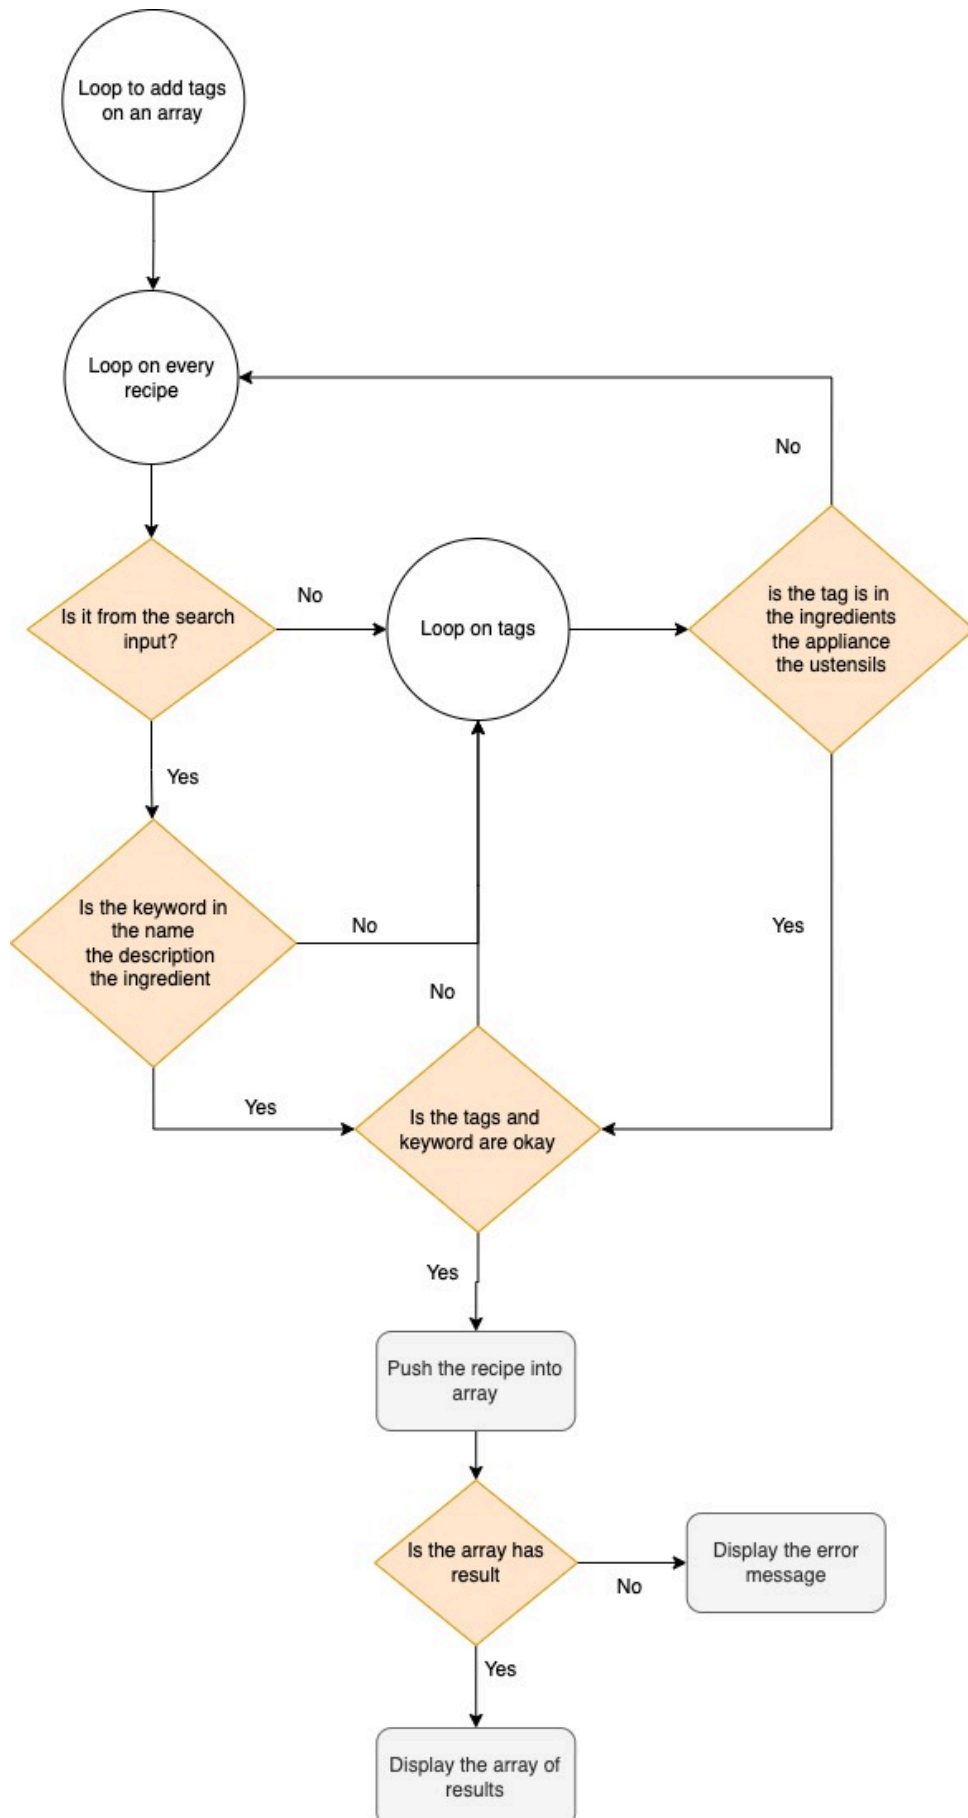 Loop to add tags
on an array
Loop on every
recipe
No
Is it from the search
input?
No
Loop on tags
is the tag is in
the ingredients
the appliance
the ustensils
Yes
Is the keyword in
the name
the description
the ingredient
No
Yes
No
Yes
Is the tags and
keyword are okay
Yes
Push the recipe into
array
Is the array has
result
No
Display the error
message
Yes
Display the array of
results